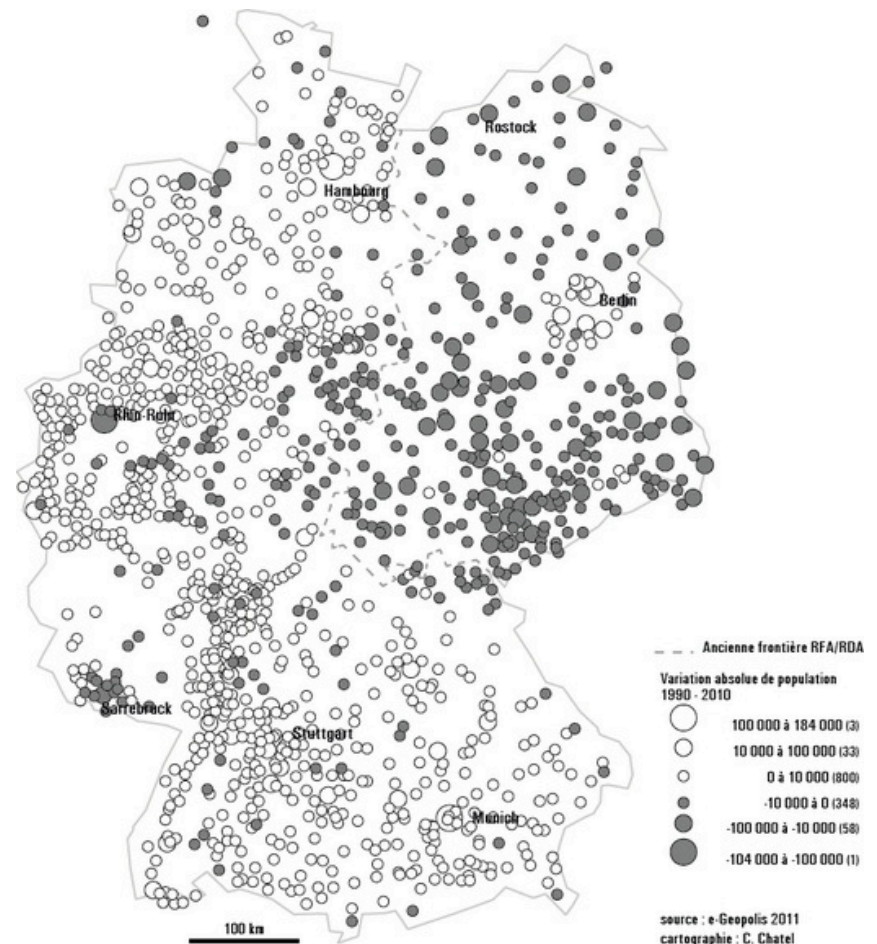 Rostock
Hambourg
Berlin
Rhin-Ruhr
Sarrebruck
Stuttgart
Munich
Ancienne frontière RFA/RDA
Variation absolue de population
1990 - 2010
100 000 à 184 000 (3)
10 000 à 100 000 (33)
0 à 10 000 (800)
-10 000 à 0 (348)
-100 000 à -10 000 (58)
-104 000 à -100 000 (1)
100 km
source : e-Geopolis 2011
cartographie : C. Chatel